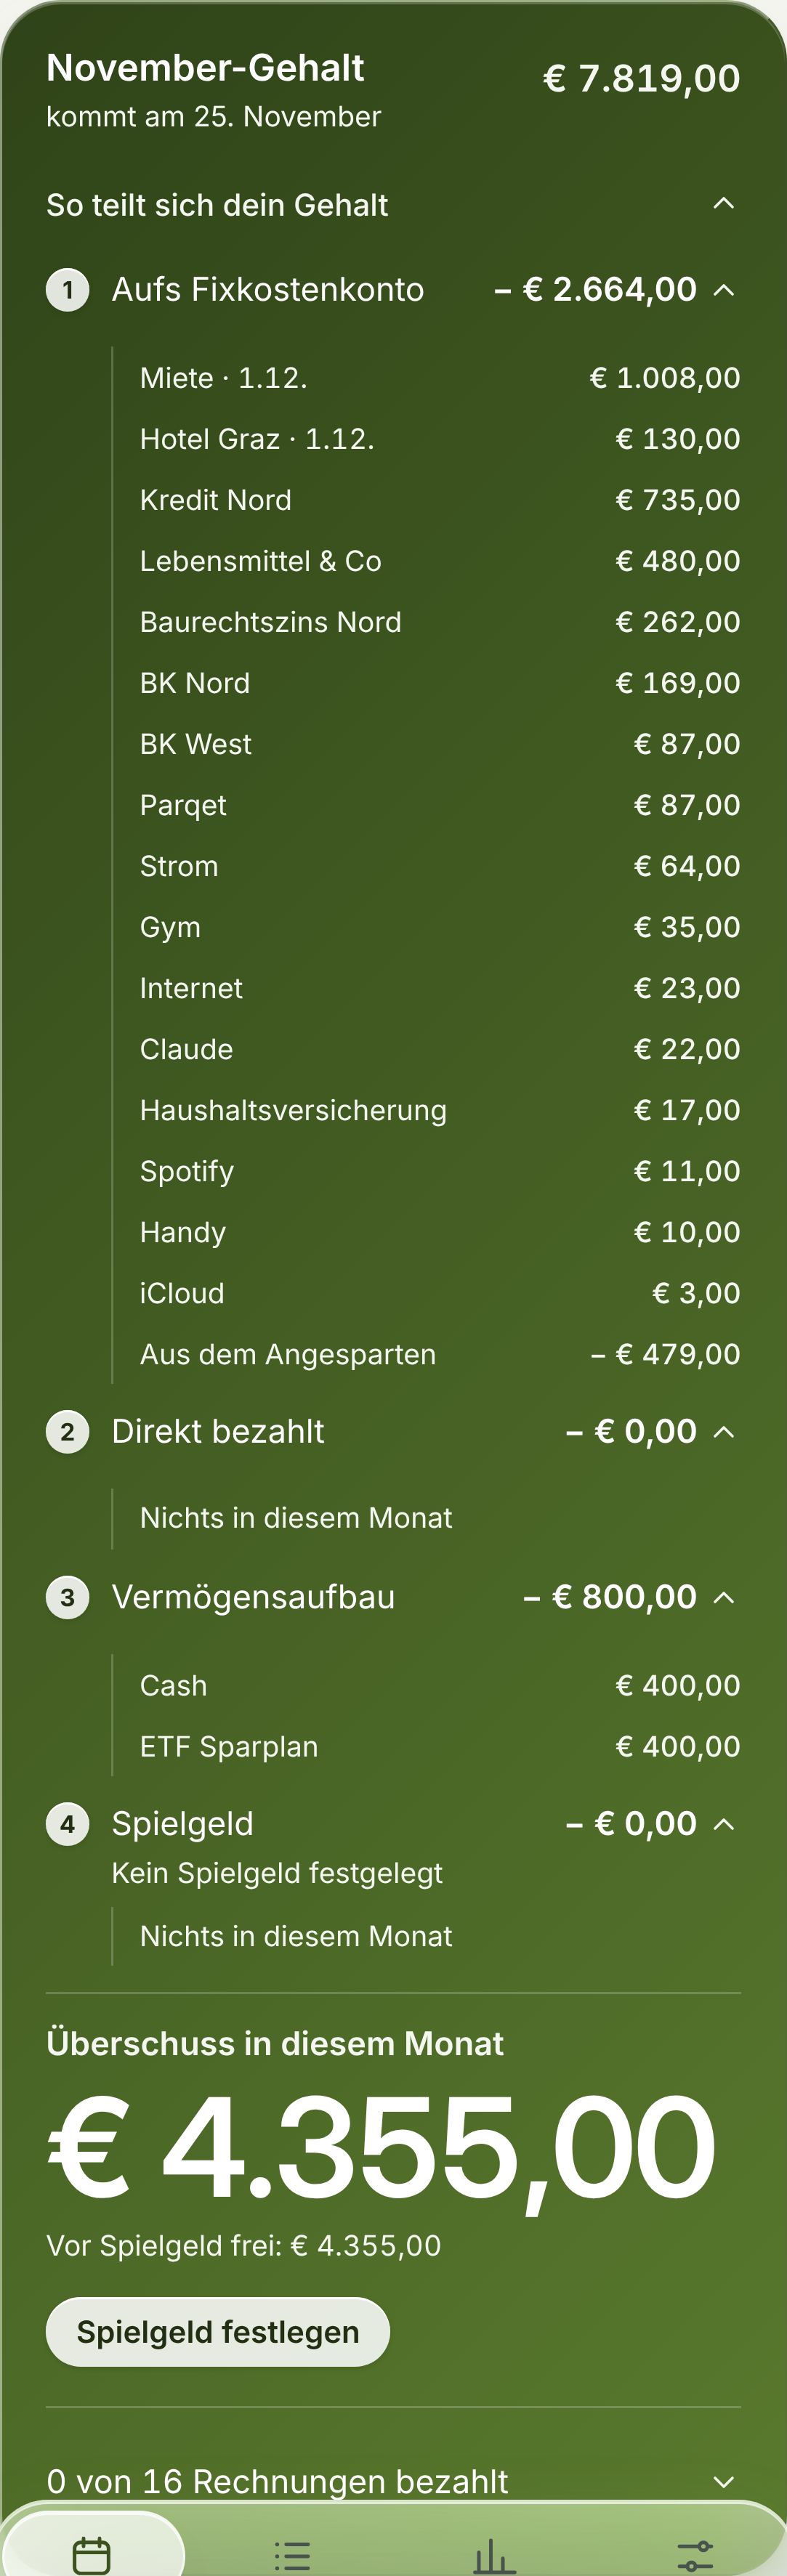 November-Gehalt
€ 7.819,00
kommt am 25. November
So teilt sich dein Gehalt
1 Aufs Fixkostenkonto – € 2.664,00
Miete · 1.12. € 1.008,00
Hotel Graz · 1.12. € 130,00
Kredit Nord € 735,00
Lebensmittel & Co € 480,00
Baurechtszins Nord € 262,00
BK Nord € 169,00
BK West € 87,00
Parqet € 87,00
Strom € 64,00
Gym € 35,00
Internet € 23,00
Claude € 22,00
Haushaltsversicherung € 17,00
Spotify € 11,00
Handy € 10,00
iCloud € 3,00
Aus dem Angesparten – € 479,00
2 Direkt bezahlt – € 0,00
Nichts in diesem Monat
3 Vermögensaufbau – € 800,00
Cash € 400,00
ETF Sparplan € 400,00
4 Spielgeld – € 0,00
Kein Spielgeld festgelegt
Nichts in diesem Monat
Überschuss in diesem Monat
€ 4.355,00
Vor Spielgeld frei: € 4.355,00
Spielgeld festlegen
0 von 16 Rechnungen bezahlt